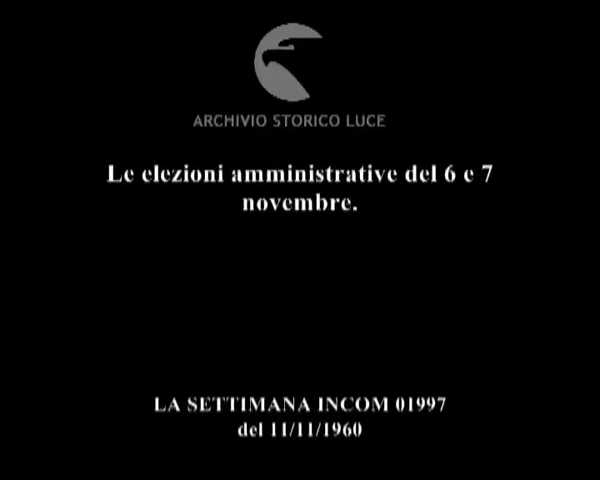 ARCHIVIO STORICO LUCE
Le elezioni amministrative del 6 e 7
novembre.
LA SETTIMANA INCOM 01997
del 11/11/1960